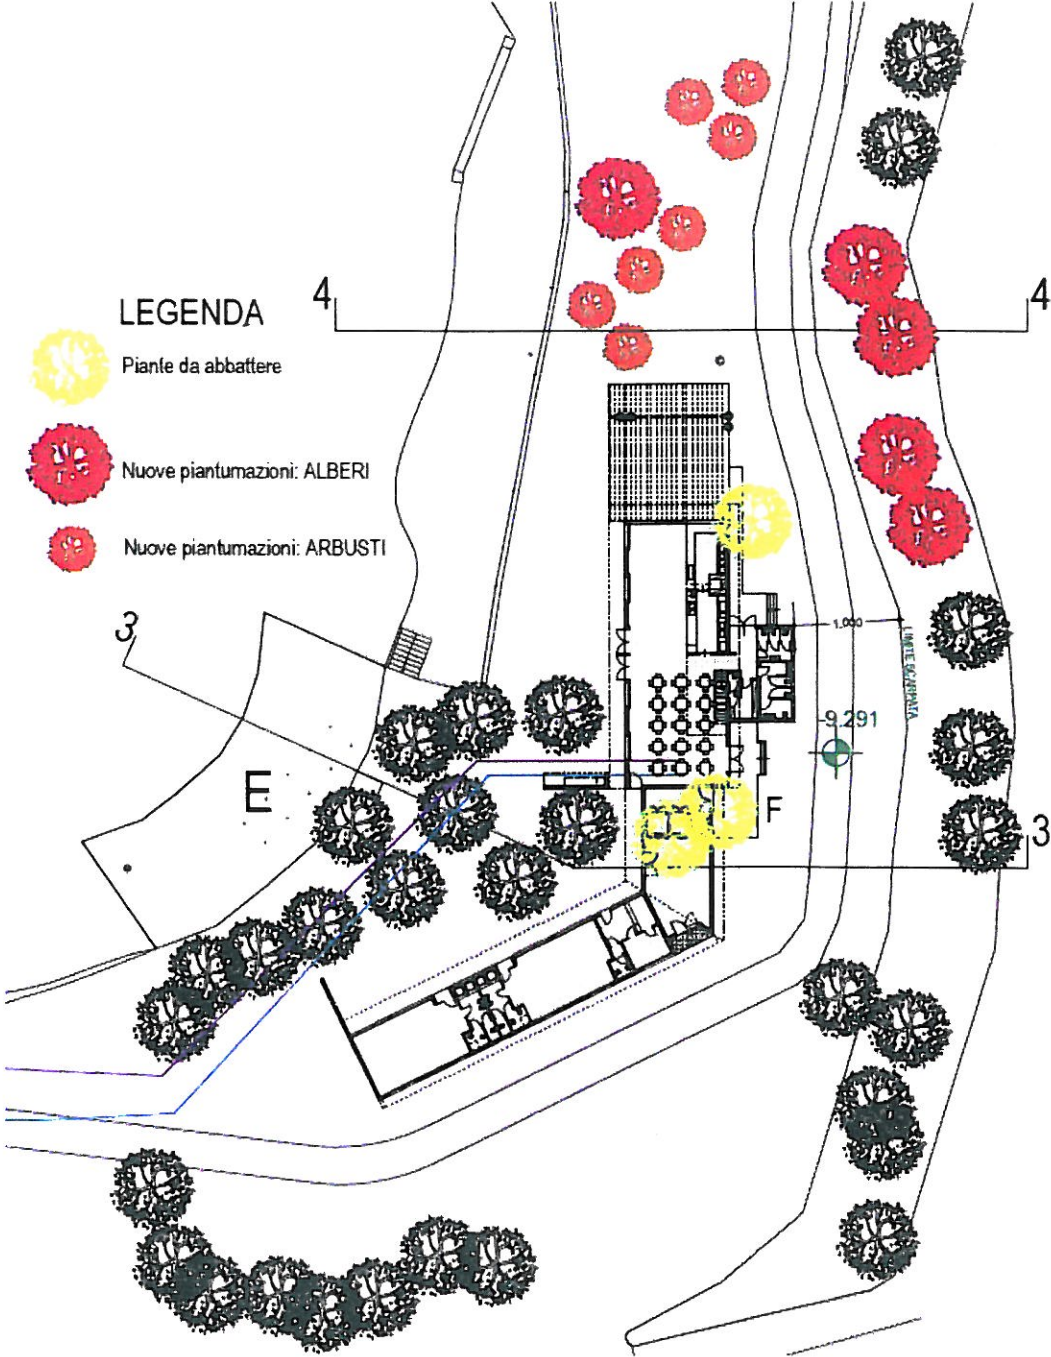 4
4
LEGENDA
Piante da abbattere
Nuove piantumazioni: ALBERI
Nuove piantumazioni: ARBUSTI
3
1,000
LIMITE SCARPATA
-9.291
E
F
3